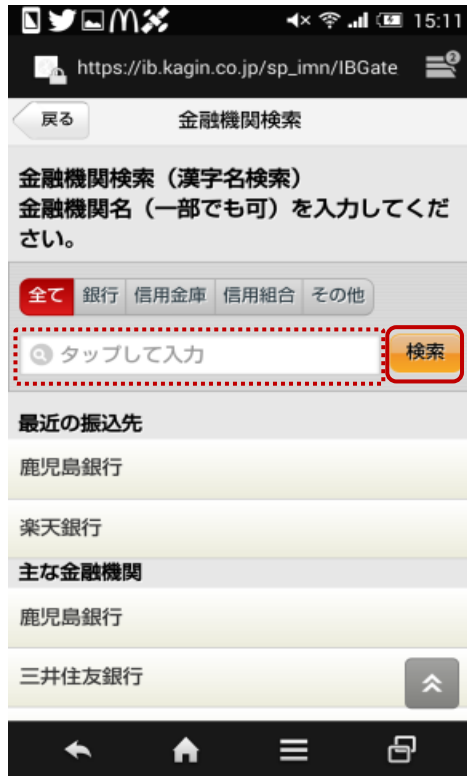 15:11
https://ib.kagin.co.jp/sp_imn/IBGate
2
戻る
金融機関検索
金融機関検索（漢字名検索）
金融機関名（一部でも可）を入力してくだ
さい。
全て 銀行 信用金庫 信用組合 その他
タップして入力
検索
最近の振込先
鹿児島銀行
楽天銀行
主な金融機関
鹿児島銀行
三井住友銀行